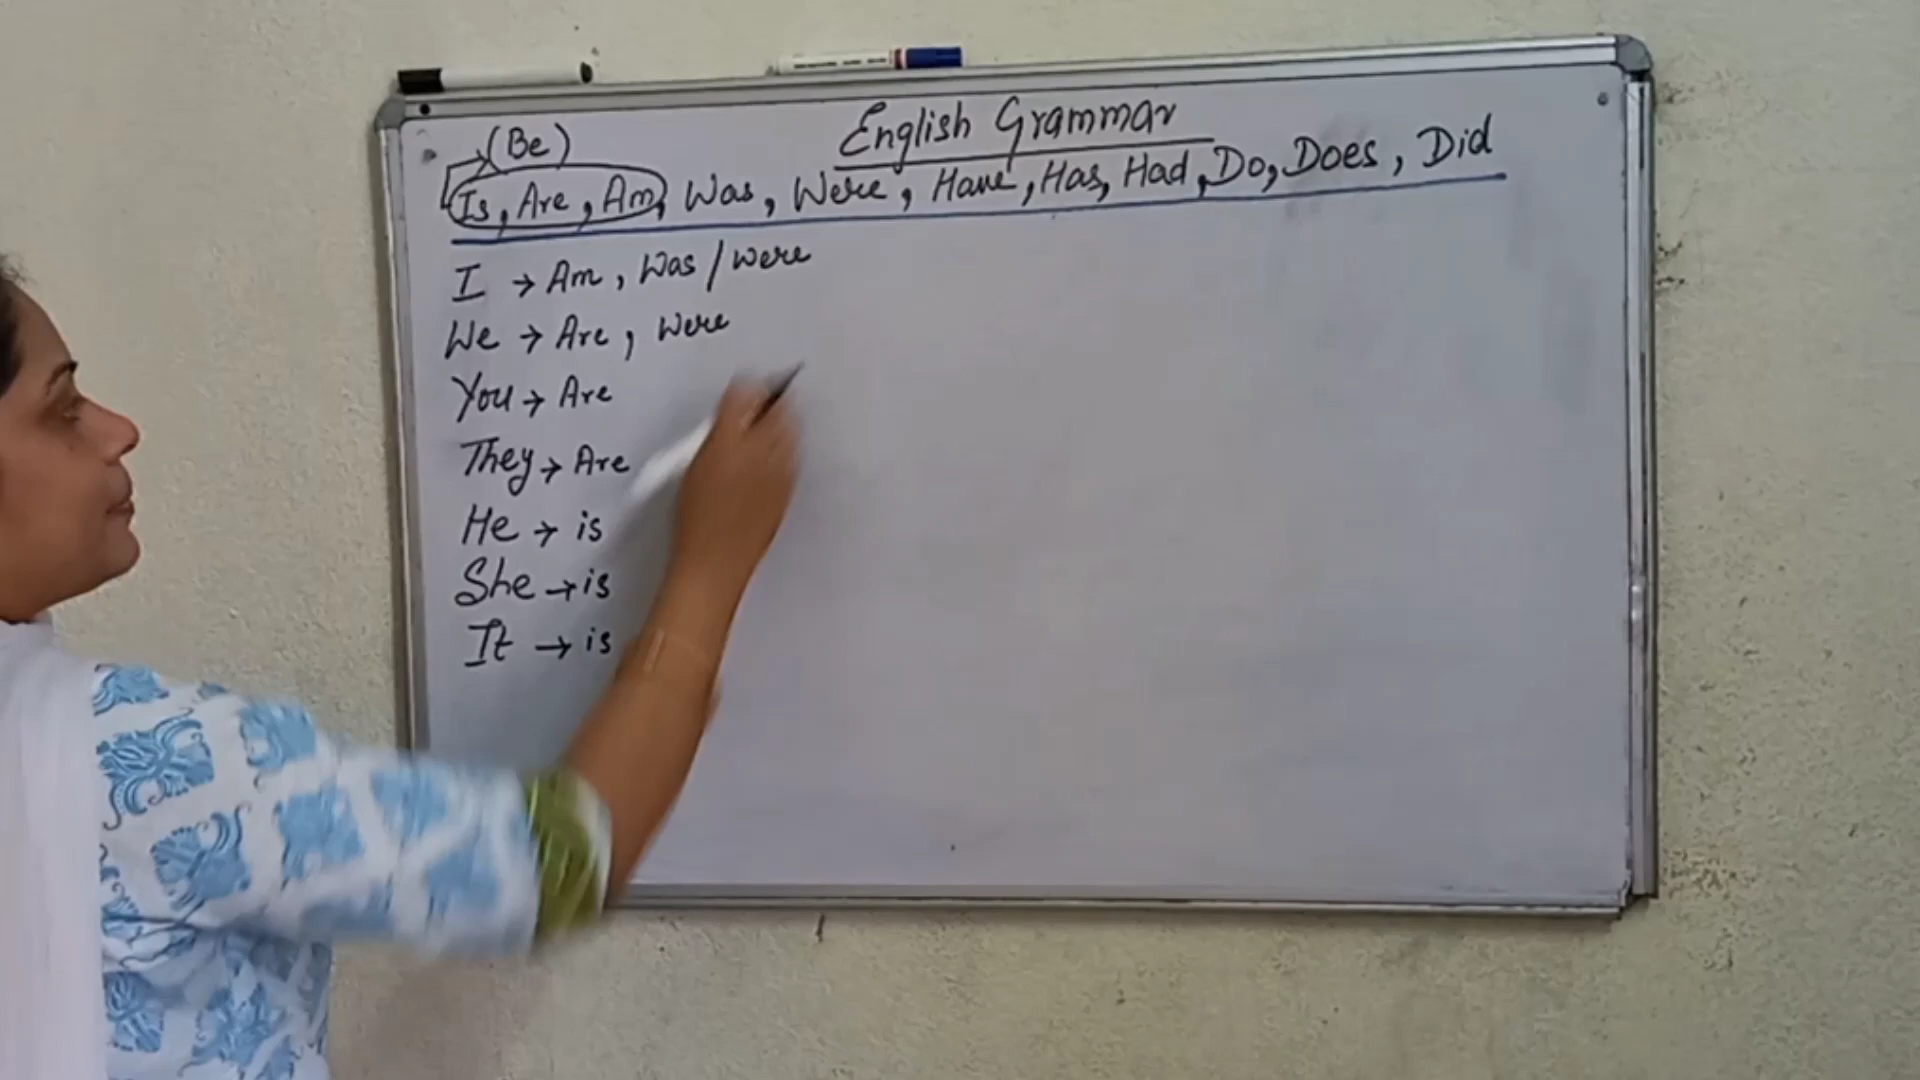 English Grammar
(Be)
Is, Are, Am, Was, Were, Have, Has, Had, Do, Does, Did
I → Am, Was/Were
We → Are, Were
You → Are
They → Are
He → is
She → is
It → is